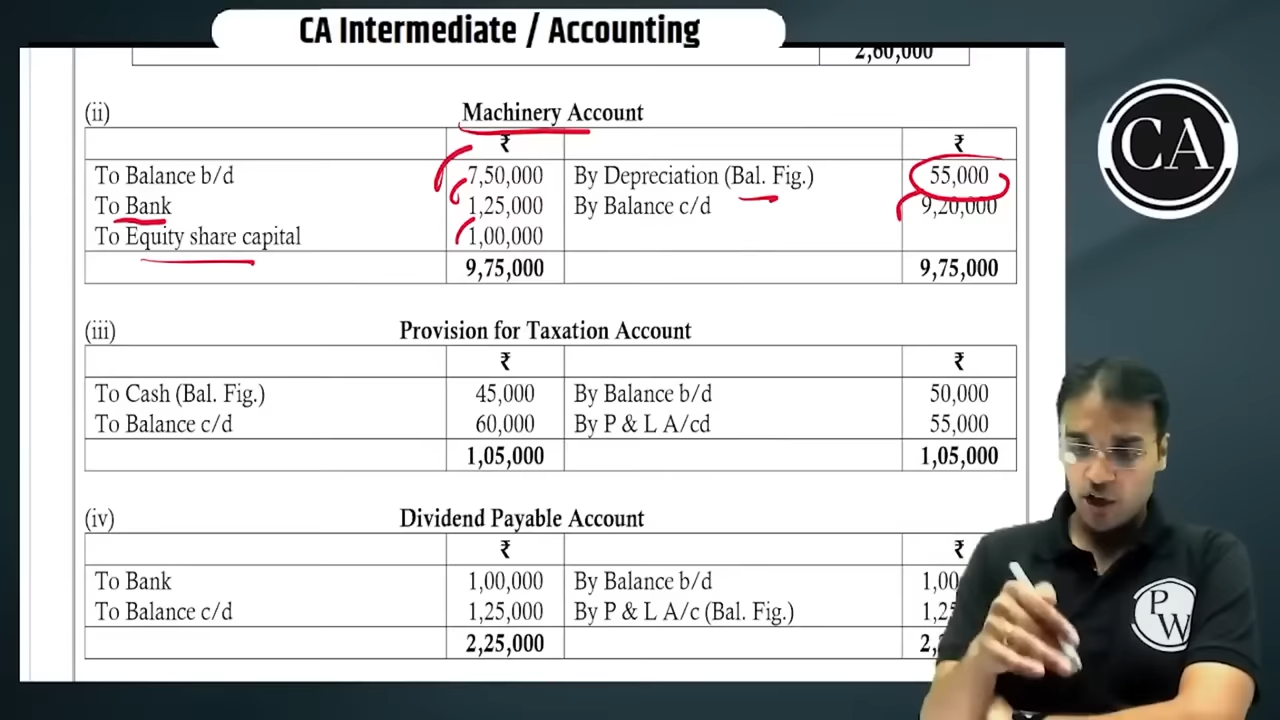 CA Intermediate / Accounting
2,60,000
CA
(ii) Machinery Account
₹ ₹
To Balance b/d 7,50,000 By Depreciation (Bal. Fig.) 55,000
To Bank 1,25,000 By Balance c/d 9,20,000
To Equity share capital 1,00,000
9,75,000 9,75,000
(iii) Provision for Taxation Account
₹ ₹
To Cash (Bal. Fig.) 45,000 By Balance b/d 50,000
To Balance c/d 60,000 By P & L A/cd 55,000
1,05,000 1,05,000
(iv) Dividend Payable Account
₹ ₹
To Bank 1,00,000 By Balance b/d 1,00
To Balance c/d 1,25,000 By P & L A/c (Bal. Fig.)
2,25,000
P
W